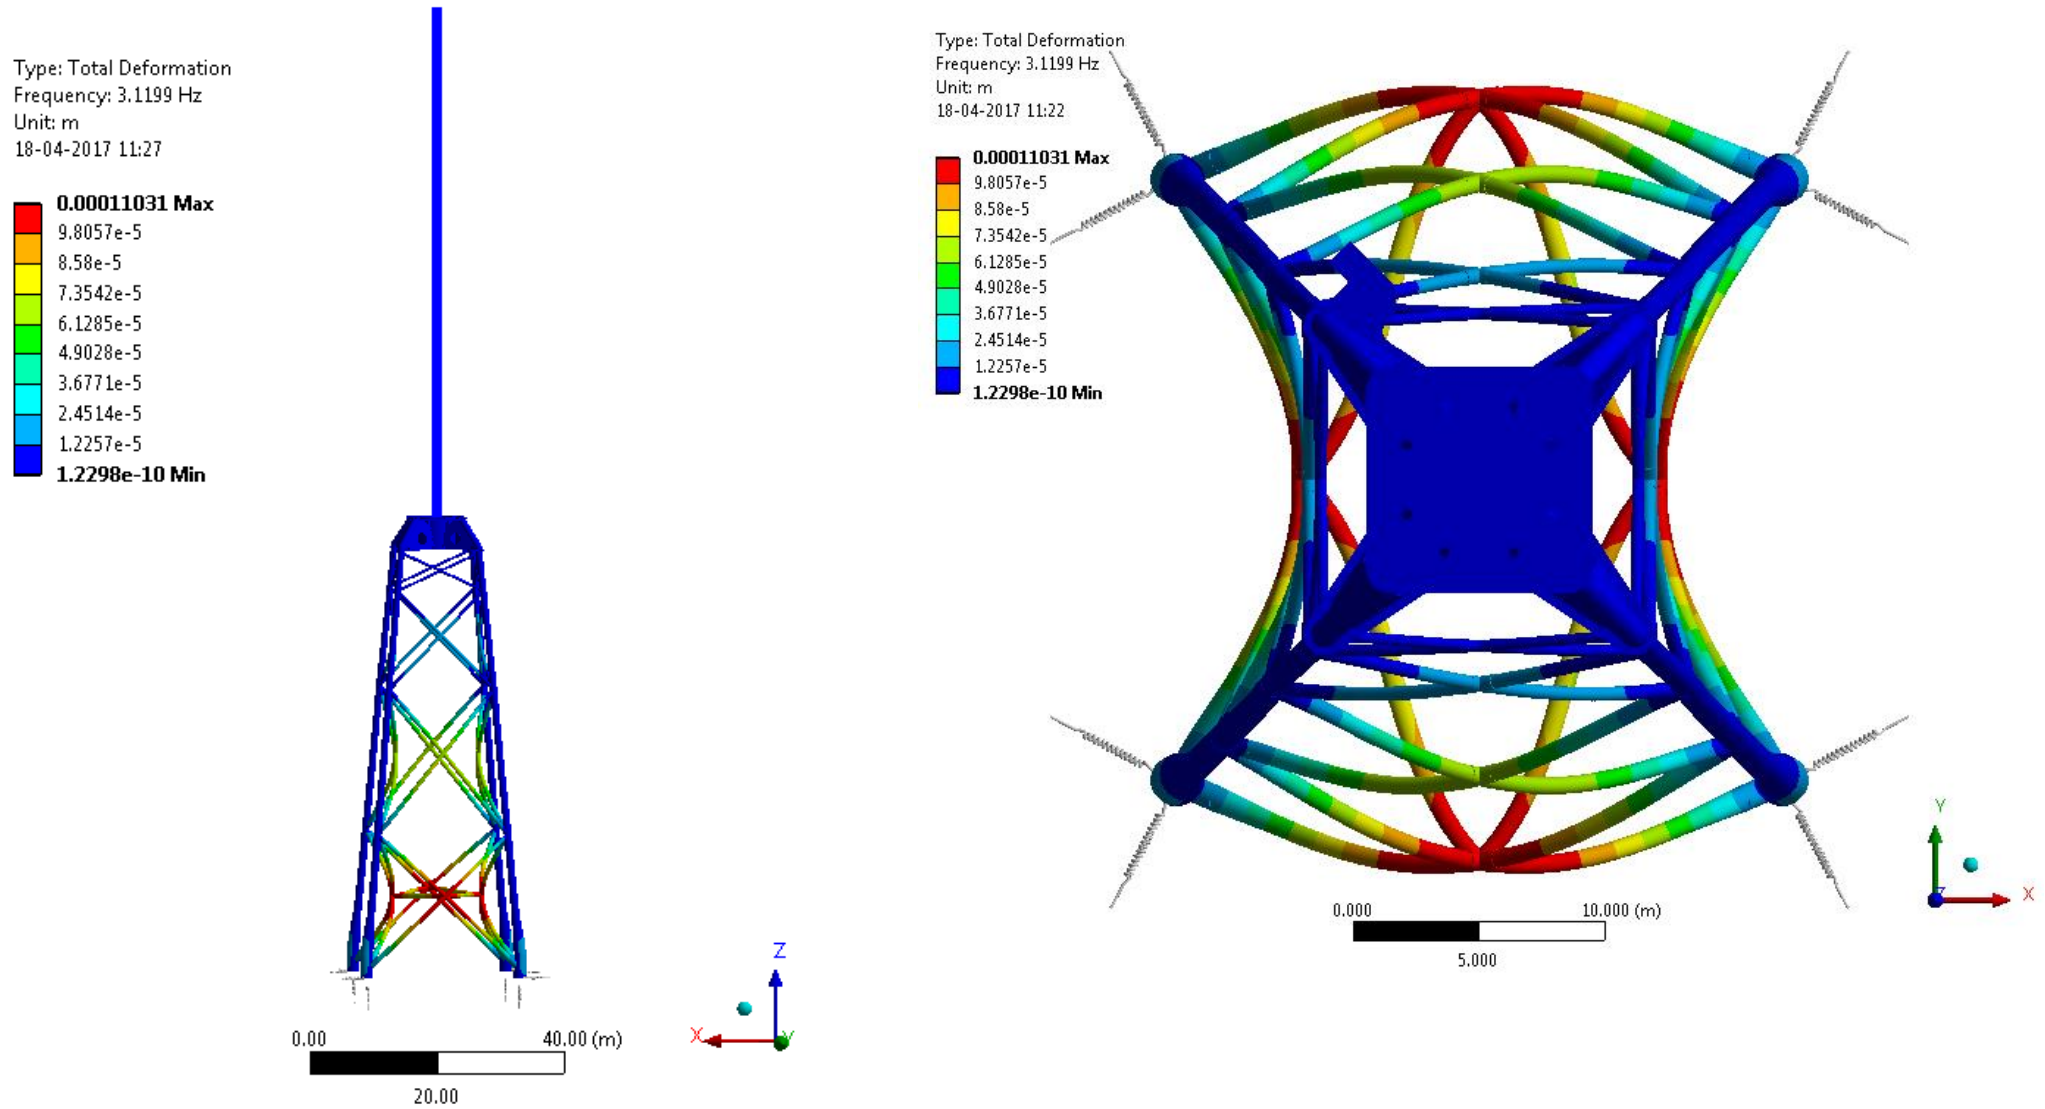 Type: Total Deformation
Frequency: 3.1199 Hz
Unit: m
18-04-2017 11:27
0.00011031 Max
9.8057e-5
8.58e-5
7.3542e-5
6.1285e-5
4.9028e-5
3.6771e-5
2.4514e-5
1.2257e-5
1.2298e-10 Min
Z
X
Y
0.00
40.00 (m)
20.00
Type: Total Deformation
Frequency: 3.1199 Hz
Unit: m
18-04-2017 11:22
0.00011031 Max
9.8057e-5
8.58e-5
7.3542e-5
6.1285e-5
4.9028e-5
3.6771e-5
2.4514e-5
1.2257e-5
1.2298e-10 Min
Y
Z
X
0.000
10.000 (m)
5.000